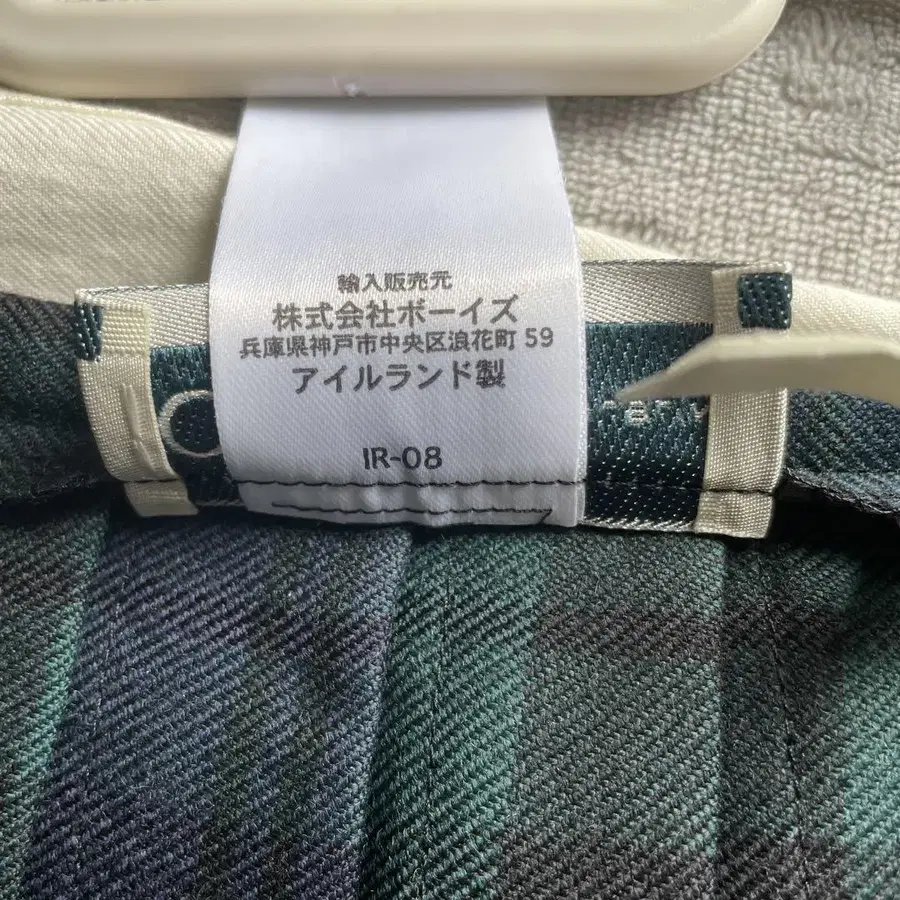 輸入販売元
株式会社ボーイズ
兵庫県神戸市中央区浪花町 59
アイルランド製
IR-08